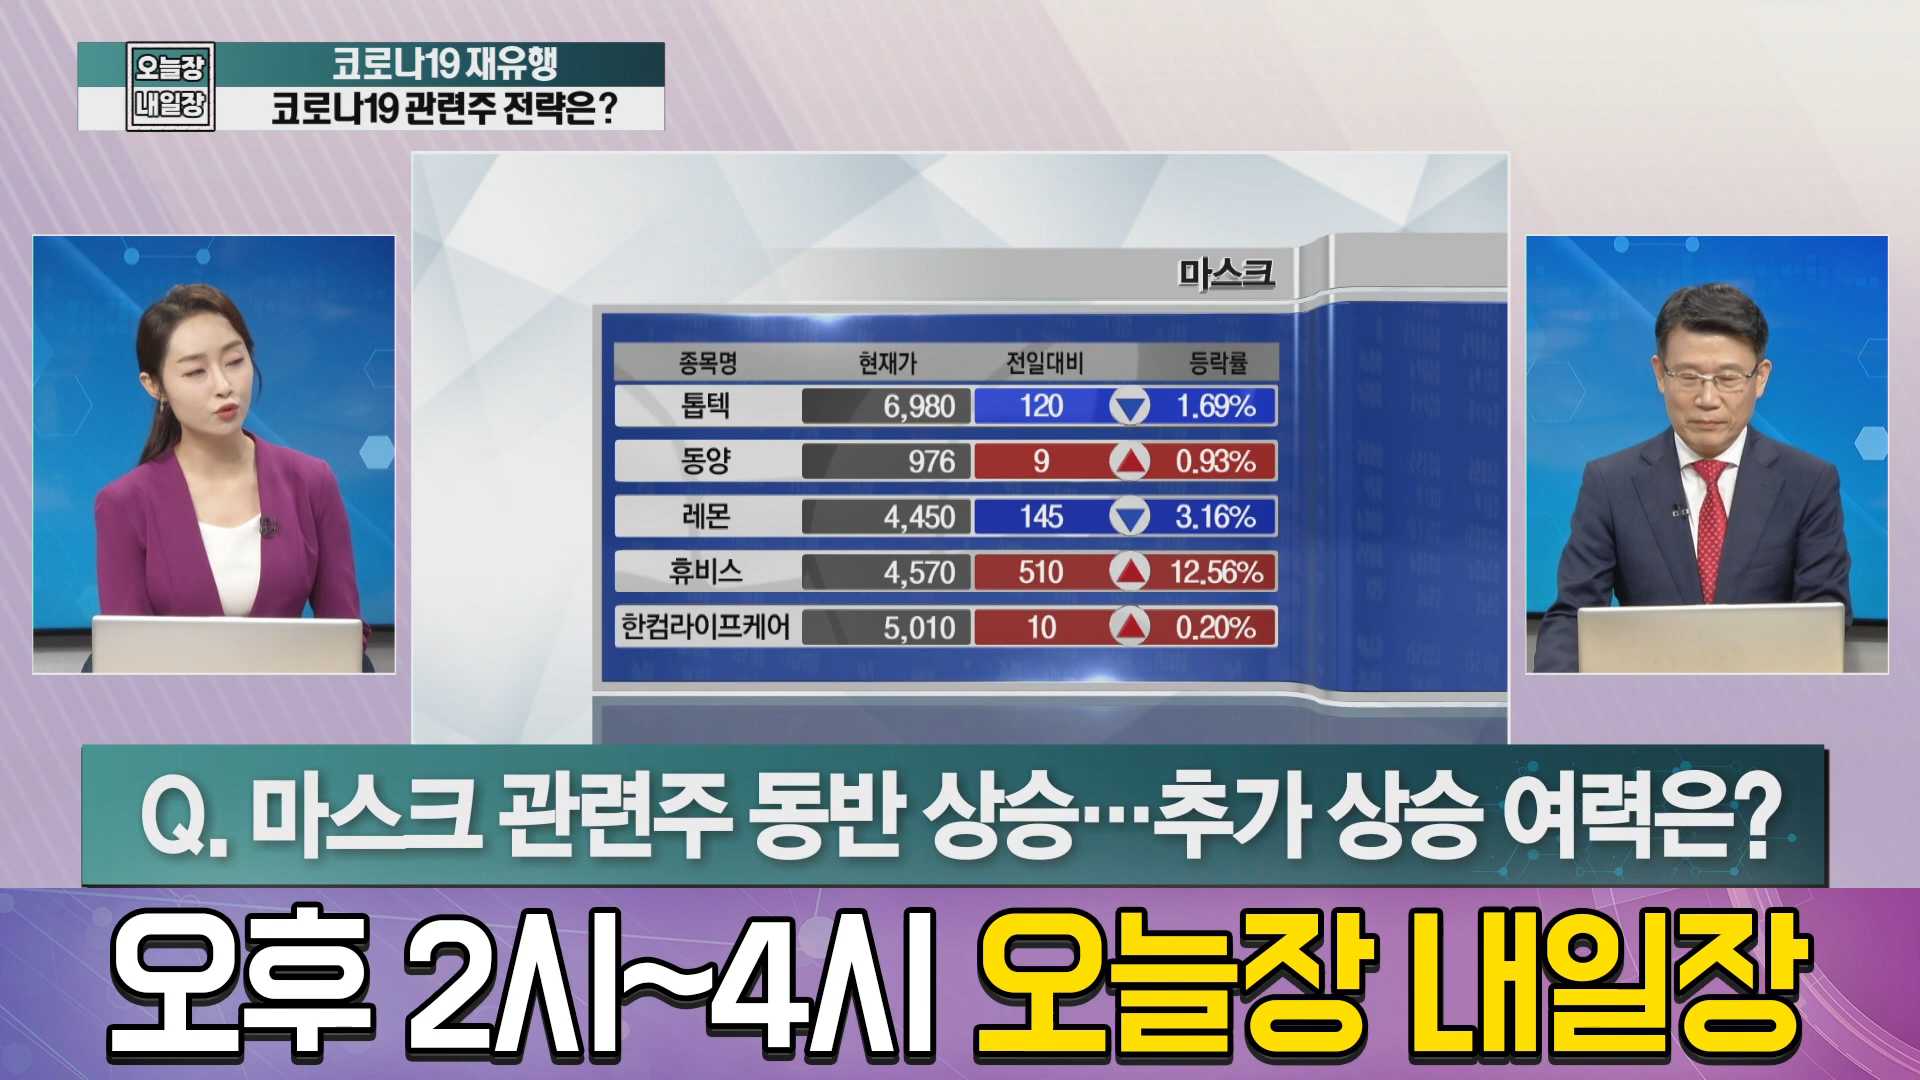 오늘장
내일장
코로나19 재유행
코로나19 관련주 전략은?
마스크
종목명 현재가 전일대비 등락률
톱텍 6,980 120 ▼ 1.69%
동양 976 9 ▲ 0.93%
레몬 4,450 145 ▼ 3.16%
휴비스 4,570 510 ▲ 12.56%
한컴라이프케어 5,010 10 ▲ 0.20%
Q. 마스크 관련주 동반 상승…추가 상승 여력은?
오후 2시~4시 오늘장 내일장